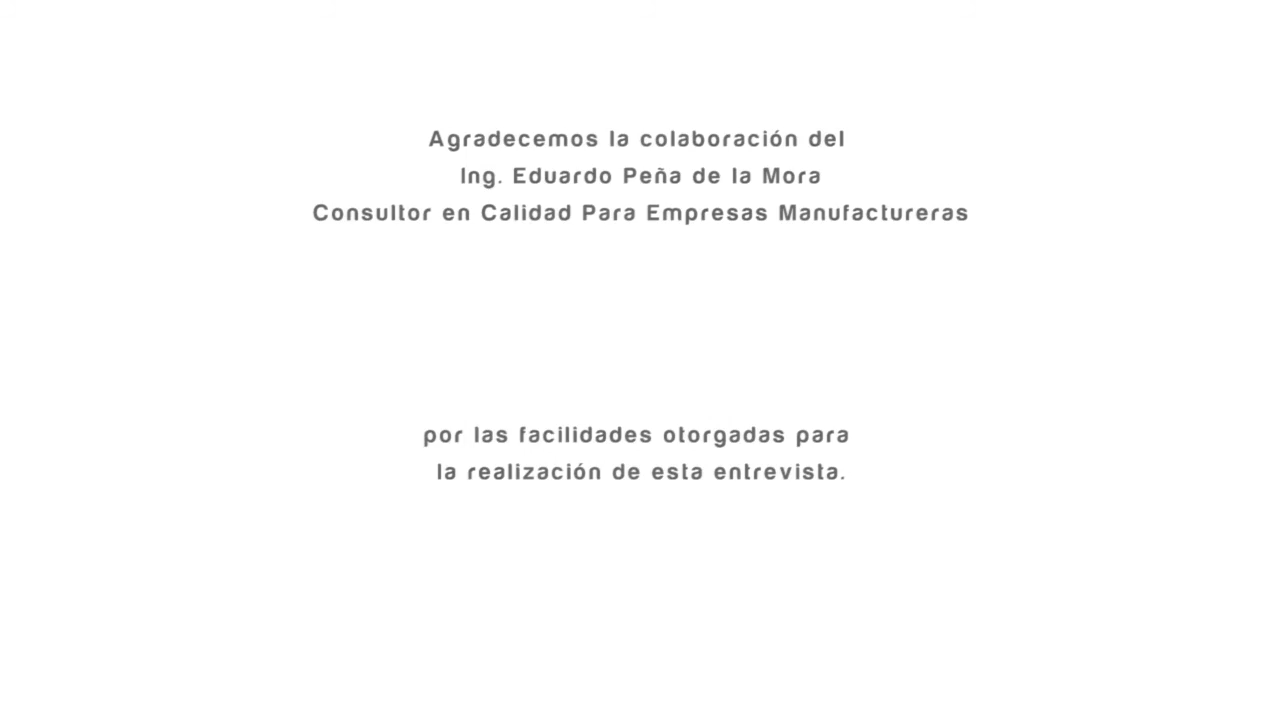 Agradecemos la colaboración del
Ing. Eduardo Peña de la Mora
Consultor en Calidad Para Empresas Manufactureras
por las facilidades otorgadas para
la realización de esta entrevista.